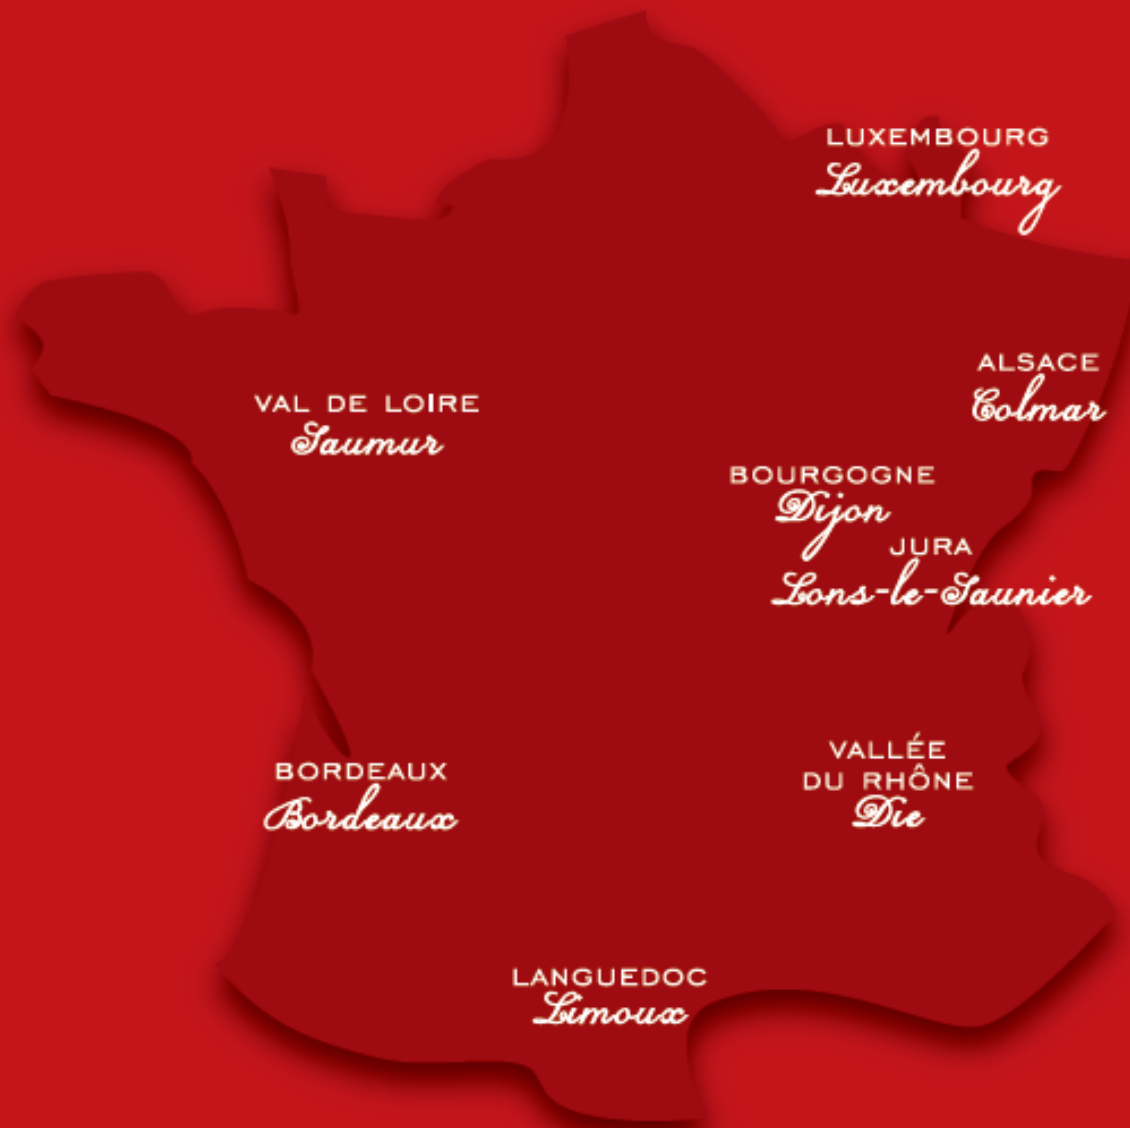 LUXEMBOURG
Luxembourg
ALSACE
Colmar
VAL DE LOIRE
Saumur
BOURGOGNE
Dijon
JURA
Lons-le-Saunier
VALLÉE
DU RHÔNE
Die
BORDEAUX
Bordeaux
LANGUEDOC
Limoux